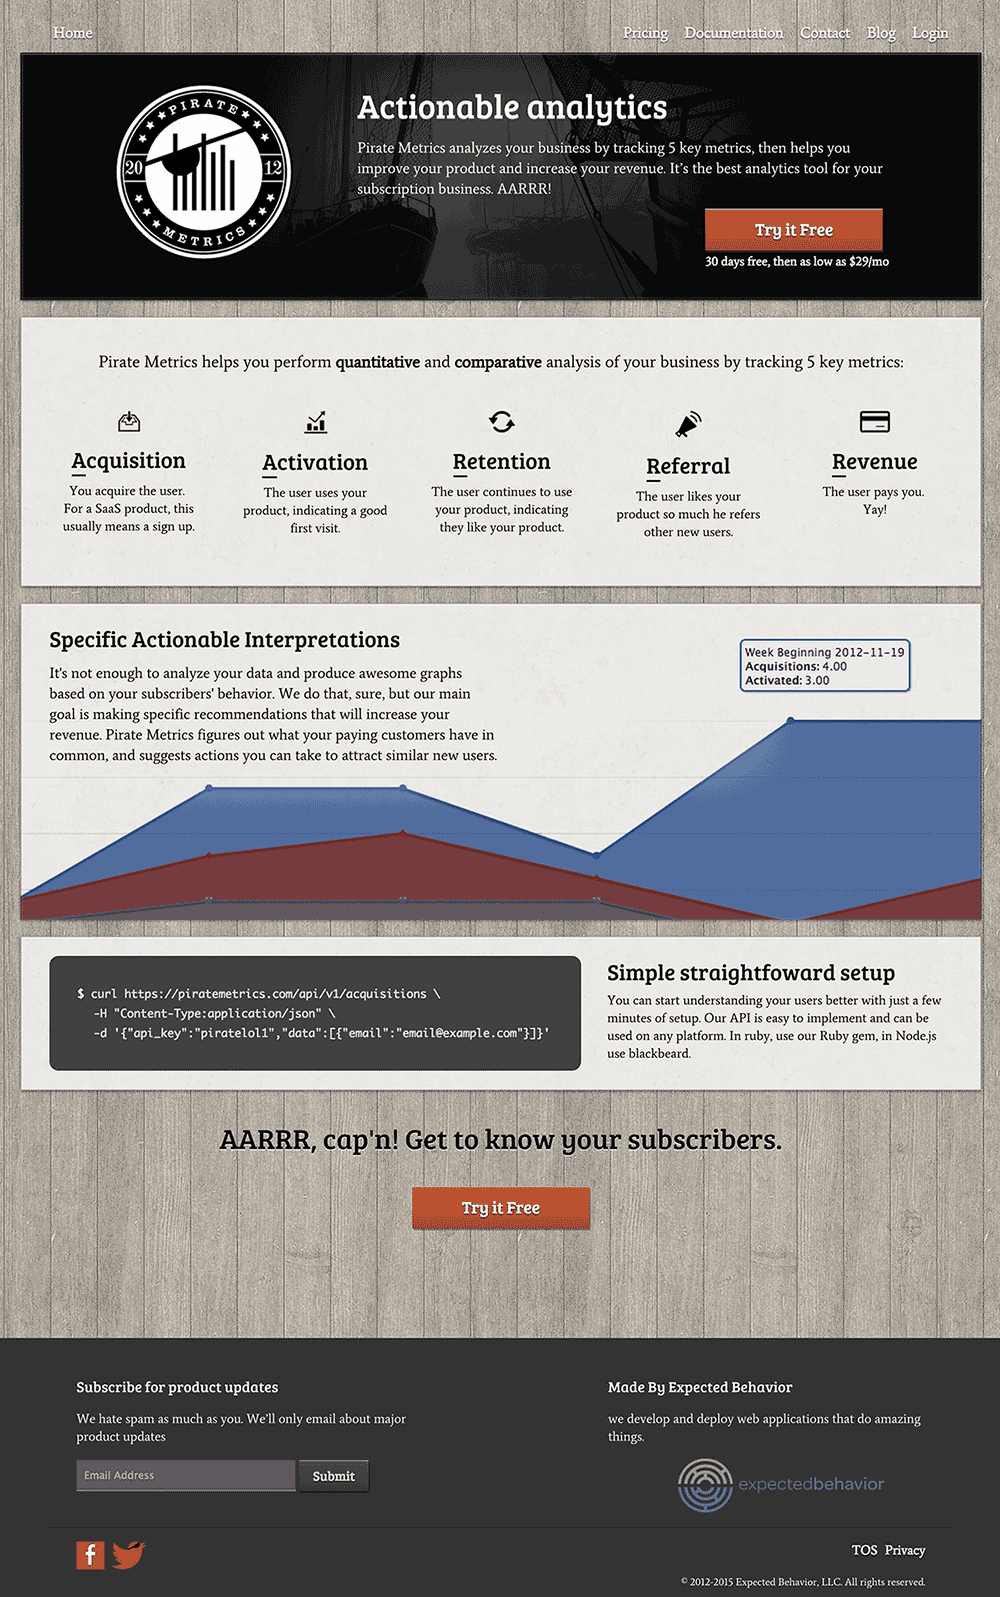 Home Pricing Documentation Contact Blog Login
PIRATE
20 12
METRICS
Actionable analytics
Pirate Metrics analyzes your business by tracking 5 key metrics, then helps you
improve your product and increase your revenue. It's the best analytics tool for your
subscription business. AARRR!
Try it Free
30 days free, then as low as $29/mo
Pirate Metrics helps you perform quantitative and comparative analysis of your business by tracking 5 key metrics:
Acquisition
You acquire the user.
For a SaaS product, this
usually means a sign up.
Activation
The user uses your
product, indicating a good
first visit.
Retention
The user continues to use
your product, indicating
they like your product.
Referral
The user likes your
product so much he refers
other new users.
Revenue
The user pays you.
Yay!
Specific Actionable Interpretations
It's not enough to analyze your data and produce awesome graphs
based on your subscribers' behavior. We do that, sure, but our main
goal is making specific recommendations that will increase your
revenue. Pirate Metrics figures out what your paying customers have in
common, and suggests actions you can take to attract similar new users.
Week Beginning 2012-11-19
Acquisitions: 4.00
Activated: 3.00
$ curl https://piratemetrics.com/api/v1/acquisitions \
-H "Content-Type:application/json" \
-d '{"api_key":"piratelol1","data":[{"email":"email@example.com"}]}'
Simple straightfoward setup
You can start understanding your users better with just a few
minutes of setup. Our API is easy to implement and can be
used on any platform. In ruby, use our Ruby gem, in Node.js
use blackbeard.
AARRR, cap'n! Get to know your subscribers.
Try it Free
Subscribe for product updates
We hate spam as much as you. We'll only email about major
product updates
Email Address
Submit
Made By Expected Behavior
we develop and deploy web applications that do amazing
things.
expectedbehavior
TOS Privacy
© 2012-2015 Expected Behavior, LLC. All rights reserved.